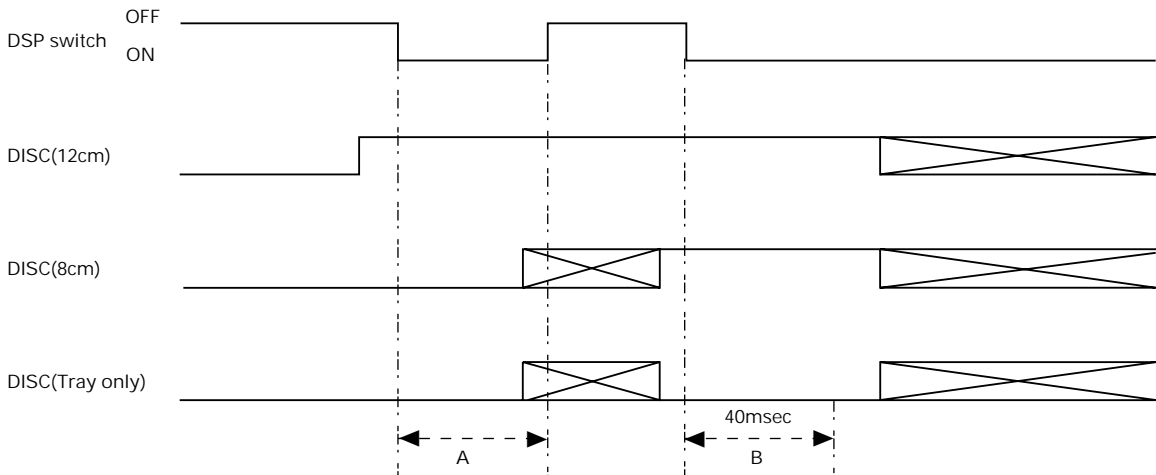 OFF
DSP switch
ON
DISC(12cm)
DISC(8cm)
DISC(Tray only)
40msec
A
B